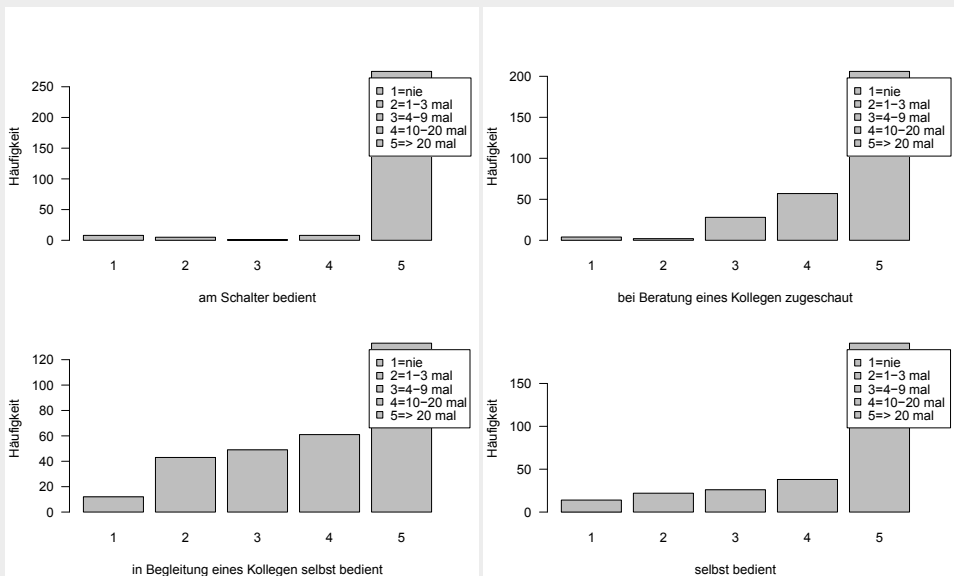 Häufigkeit
250
200
150
100
50
0
1=nie
2=1−3 mal
3=4−9 mal
4=10−20 mal
5=> 20 mal
1 2 3 4 5
am Schalter bedient
Häufigkeit
200
150
100
50
0
1=nie
2=1−3 mal
3=4−9 mal
4=10−20 mal
5=> 20 mal
1 2 3 4 5
bei Beratung eines Kollegen zugeschaut
Häufigkeit
120
100
80
60
40
20
0
1=nie
2=1−3 mal
3=4−9 mal
4=10−20 mal
5=> 20 mal
1 2 3 4 5
in Begleitung eines Kollegen selbst bedient
Häufigkeit
150
100
50
0
1=nie
2=1−3 mal
3=4−9 mal
4=10−20 mal
5=> 20 mal
1 2 3 4 5
selbst bedient